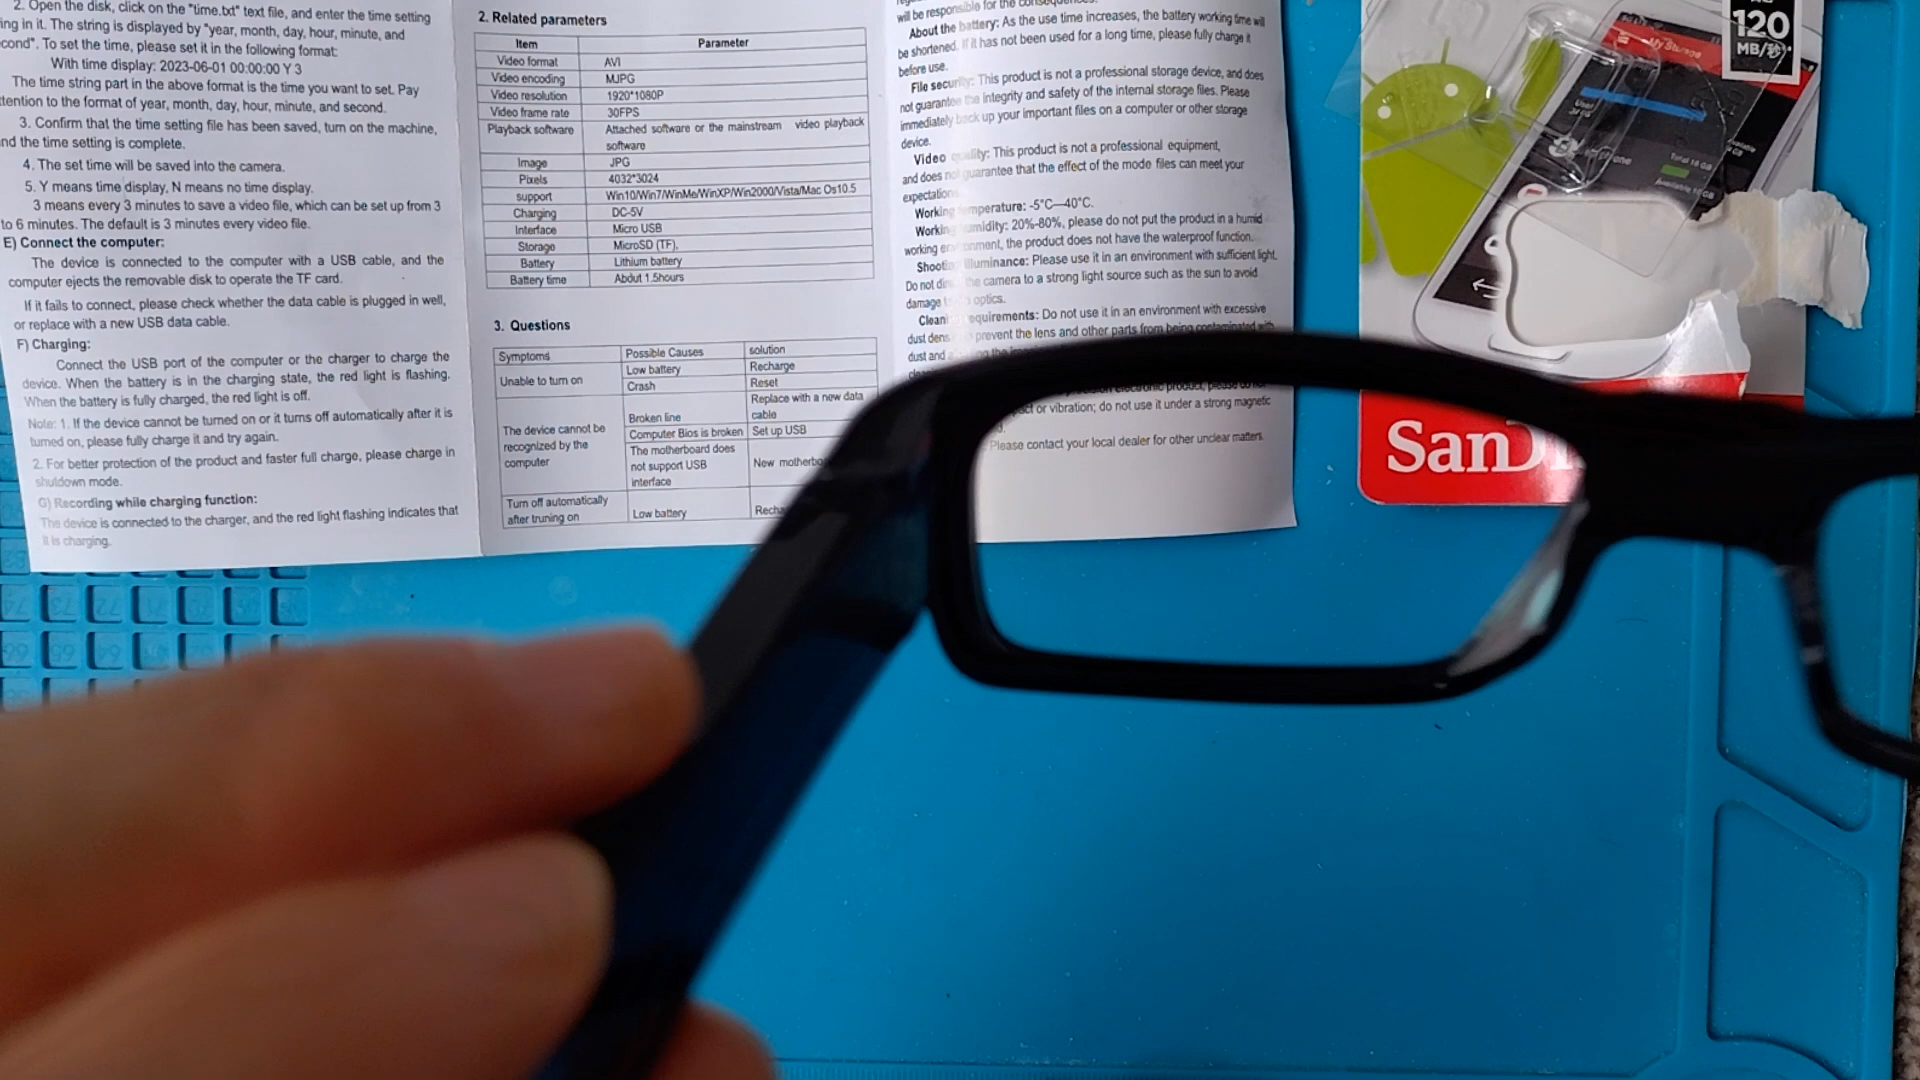 2. Open the disk, click on the "time.txt" text file, and enter the time setting
ing in it. The string is displayed by "year, month, day, hour, minute, and
cond". To set the time, please set it in the following format:
With time display: 2023-06-01 00:00:00 Y 3
The time string part in the above format is the time you want to set. Pay
tention to the format of year, month, day, hour, minute, and second.
3. Confirm that the time setting file has been saved, turn on the machine,
nd the time setting is complete.
4. The set time will be saved into the camera.
5. Y means time display, N means no time display.
3 means every 3 minutes to save a video file, which can be set up from 3
to 6 minutes. The default is 3 minutes every video file.
E) Connect the computer:
The device is connected to the computer with a USB cable, and the
computer ejects the removable disk to operate the TF card.
If it fails to connect, please check whether the data cable is plugged in well,
or replace with a new USB data cable.
F) Charging:
Connect the USB port of the computer or the charger to charge the
device. When the battery is in the charging state, the red light is flashing.
When the battery is fully charged, the red light is off.
Note: 1. If the device cannot be turned on or it turns off automatically after it is
turned on, please fully charge it and try again.
2. For better protection of the product and faster full charge, please charge in
shutdown mode.
G) Recording while charging function:
The device is connected to the charger, and the red light flashing indicates that
it is charging.
2. Related parameters
Item Parameter
Video format AVI
Video encoding MJPG
Video resolution 1920*1080P
Video frame rate 30FPS
Playback software Attached software or the mainstream video playback
software
Image JPG
Pixels 4032*3024
support Win10/Win7/WinMe/WinXP/Win2000/Vista/Mac Os10.5
Charging DC-5V
Interface Micro USB
Storage MicroSD (TF),
Battery Lithium battery
Battery time About 1.5hours
3. Questions
Symptoms Possible Causes solution
Unable to turn on Low battery Recharge
Crash Reset
The device cannot be recognized by the computer Broken line Replace with a new data cable
Computer Bios is broken Set up USB
The motherboard does not support USB interface New motherbo
Turn off automatically after truning on Low battery Recha
will be responsible for the consequences.
About the battery: As the use time increases, the battery working time will
be shortened. If it has not been used for a long time, please fully charge it
before use.
File security: This product is not a professional storage device, and does
not guarantee the integrity and safety of the internal storage files. Please
immediately back up your important files on a computer or other storage
device.
Video quality: This product is not a professional equipment,
and does not guarantee that the effect of the mode files can meet your
expectations
Working temperature: -5°C—40°C.
Working humidity: 20%-80%, please do not put the product in a humid
working environment, the product does not have the waterproof function.
Shooting illuminance: Please use it in an environment with sufficient light.
Do not direct the camera to a strong light source such as the sun to avoid
damage to optics.
Cleaning requirements: Do not use it in an environment with excessive
dust dens prevent the lens and other parts from being contaminated with
dust and
electronic product, please do not
or vibration; do not use it under a strong magnetic
Please contact your local dealer for other unclear matters.
120
MB/秒*
My Storage
SanD
72